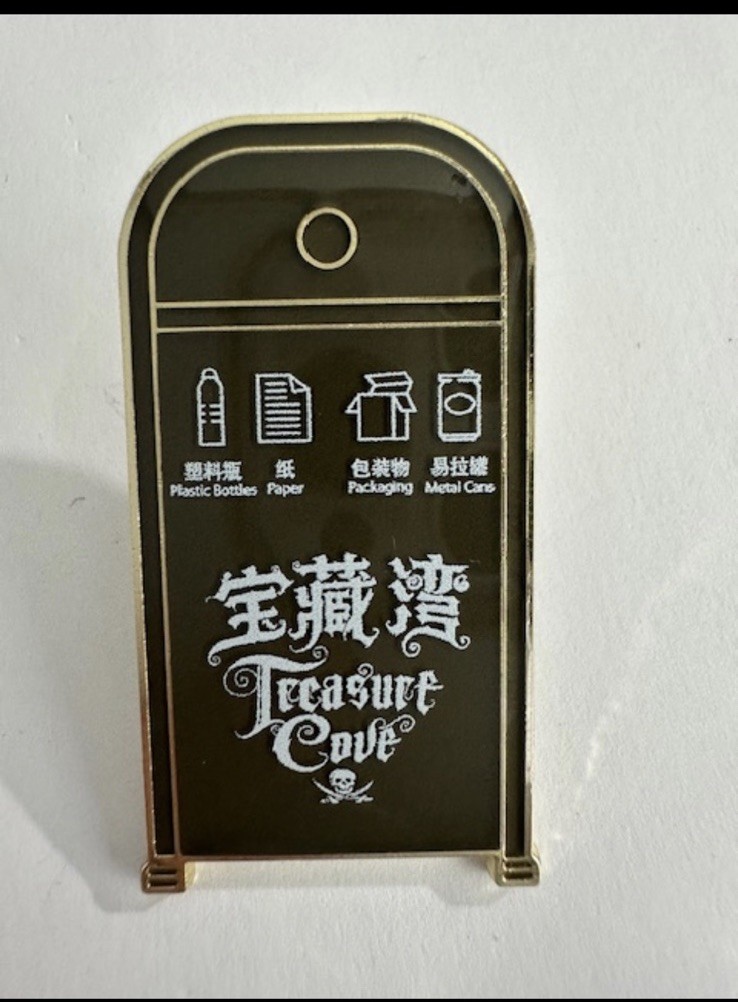 塑料瓶 纸 包装物 易拉罐
Plastic Bottles Paper Packaging Metal Cans
宝藏湾
Treasure
Cove